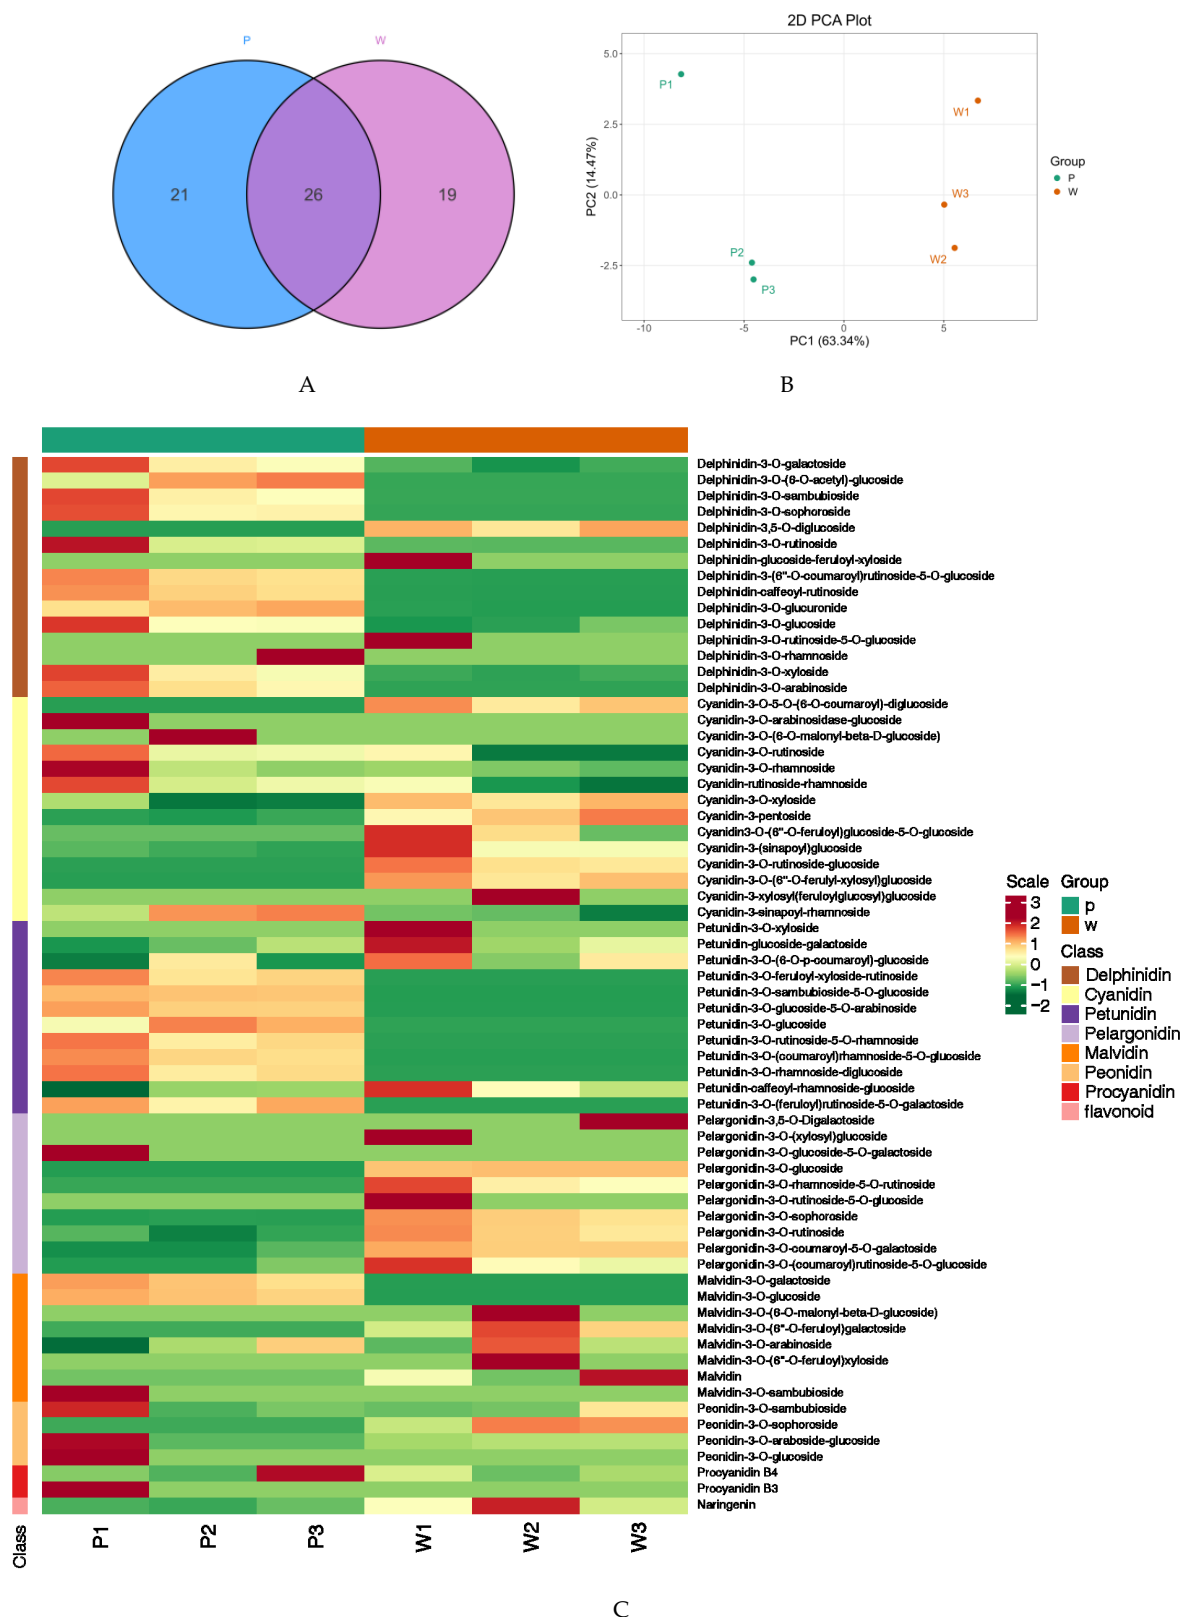 P
W
21
26
19
A
2D PCA Plot
5.0
2.5
0.0
-2.5
PC2 (14.47%)
P1
W1
W3
W2
P2
P3
-10
-5
0
5
PC1 (63.34%)
Group
P
W
B
Delphinidin-3-O-galactoside
Delphinidin-3-O-(6-O-acetyl)-glucoside
Delphinidin-3-O-sambubioside
Delphinidin-3-O-sophoroside
Delphinidin-3,5-O-diglucoside
Delphinidin-3-O-rutinoside
Delphinidin-glucoside-feruloyl-xyloside
Delphinidin-3-(6"-O-coumaroyl)rutinoside-5-O-glucoside
Delphinidin-caffeoyl-rutinoside
Delphinidin-3-O-glucuronide
Delphinidin-3-O-glucoside
Delphinidin-3-O-rutinoside-5-O-glucoside
Delphinidin-3-O-rhamnoside
Delphinidin-3-O-xyloside
Delphinidin-3-O-arabinoside
Cyanidin-3-O-5-O-(6-O-coumaroyl)-diglucoside
Cyanidin-3-O-arabinosidase-glucoside
Cyanidin-3-O-(6-O-malonyl-beta-D-glucoside)
Cyanidin-3-O-rutinoside
Cyanidin-3-O-rhamnoside
Cyanidin-rutinoside-rhamnoside
Cyanidin-3-O-xyloside
Cyanidin-3-pentoside
Cyanidin3-O-(6"-O-feruloyl)glucoside-5-O-glucoside
Cyanidin-3-(sinapoyl)glucoside
Cyanidin-3-O-rutinoside-glucoside
Cyanidin-3-O-(6"-O-ferulyl-xylosyl)glucoside
Cyanidin-3-xylosyl(feruloylglucosyl)glucoside
Cyanidin-3-sinapoyl-rhamnoside
Petunidin-3-O-xyloside
Petunidin-glucoside-galactoside
Petunidin-3-O-(6-O-p-coumaroyl)-glucoside
Petunidin-3-O-feruloyl-xyloside-rutinoside
Petunidin-3-O-sambubioside-5-O-glucoside
Petunidin-3-O-glucoside-5-O-arabinoside
Petunidin-3-O-glucoside
Petunidin-3-O-rutinoside-5-O-rhamnoside
Petunidin-3-O-(coumaroyl)rhamnoside-5-O-glucoside
Petunidin-3-O-rhamnoside-diglucoside
Petunidin-caffeoyl-rhamnoside-glucoside
Petunidin-3-O-(feruloyl)rutinoside-5-O-galactoside
Pelargonidin-3,5-O-Digalactoside
Pelargonidin-3-O-(xylosyl)glucoside
Pelargonidin-3-O-glucoside-5-O-galactoside
Pelargonidin-3-O-glucoside
Pelargonidin-3-O-rhamnoside-5-O-rutinoside
Pelargonidin-3-O-rutinoside-5-O-glucoside
Pelargonidin-3-O-sophoroside
Pelargonidin-3-O-rutinoside
Pelargonidin-3-O-coumaroyl-5-O-galactoside
Pelargonidin-3-O-(coumaroyl)rutinoside-5-O-glucoside
Malvidin-3-O-galactoside
Malvidin-3-O-glucoside
Malvidin-3-O-(6-O-malonyl-beta-D-glucoside)
Malvidin-3-O-(6"-O-feruloyl)galactoside
Malvidin-3-O-arabinoside
Malvidin-3-O-(6"-O-feruloyl)xyloside
Malvidin
Malvidin-3-O-sambubioside
Peonidin-3-O-sambubioside
Peonidin-3-O-sophoroside
Peonidin-3-O-araboside-glucoside
Peonidin-3-O-glucoside
Procyanidin B4
Procyanidin B3
Naringenin
Scale
3
2
1
0
−1
−2
Group
p
w
Class
Delphinidin
Cyanidin
Petunidin
Pelargonidin
Malvidin
Peonidin
Procyanidin
flavonoid
Class
P1
P2
P3
W1
W2
W3
C